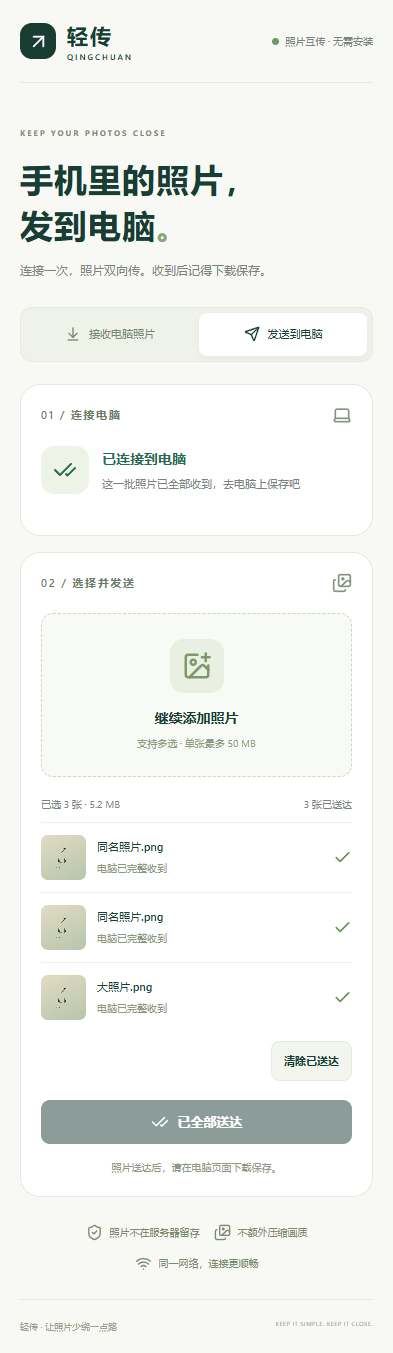 轻传
QINGCHUAN
照片互传 · 无需安装
KEEP YOUR PHOTOS CLOSE
手机里的照片，
发到电脑。
连接一次，照片双向传。收到后记得下载保存。
接收电脑照片
发送到电脑
01 / 连接电脑
已连接到电脑
这一批照片已全部收到，去电脑上保存吧
02 / 选择并发送
继续添加照片
支持多选 · 单张最多 50 MB
已选 3 张 · 5.2 MB
3 张已送达
同名照片.png
电脑已完整收到
同名照片.png
电脑已完整收到
大照片.png
电脑已完整收到
清除已送达
已全部送达
照片送达后，请在电脑页面下载保存。
照片不在服务器留存
不额外压缩画质
同一网络，连接更顺畅
轻传 · 让照片少绕一点路
KEEP IT SIMPLE. KEEP IT CLOSE.